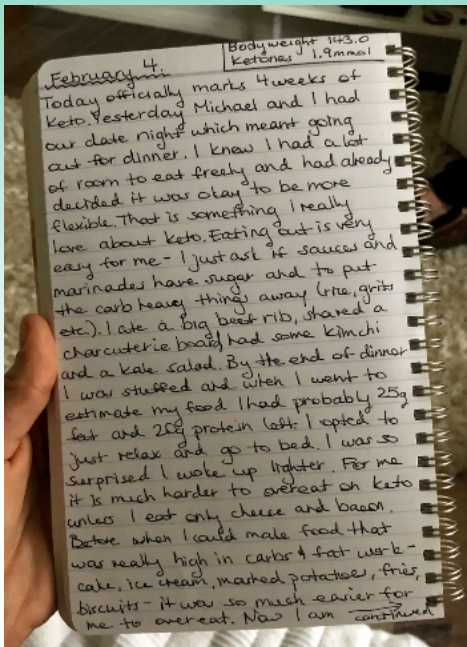 Bodyweight 143.0
Ketones 1.9mmol
February 4.
Today officially marks 4 weeks of
keto. Yesterday Michael and I had
our date night which meant going
out for dinner. I knew I had a lot
of room to eat freely and had already
decided it was okay to be more
flexible. That is something I really
love about keto. Eating out is very
easy for me - I just ask if sauces and
marinades have sugar and to put
the carb heavy things away (rice, grits
etc). I ate a big beef rib, shared a
charcuterie board, had some kimchi
and a kale salad. By the end of dinner
I was stuffed and when I went to
estimate my food I had probably 25g
fat and 20g protein left. I opted to
just relax and go to bed. I was so
surprised I woke up lighter. For me
it is much harder to overeat on keto
unless I eat only cheese and bacon.
Before when I could male food that
was really high in carbs & fat work -
cake, ice cream, mashed potatoes, fries,
biscuits - it was so much easier for
me to overeat. Now I am continued